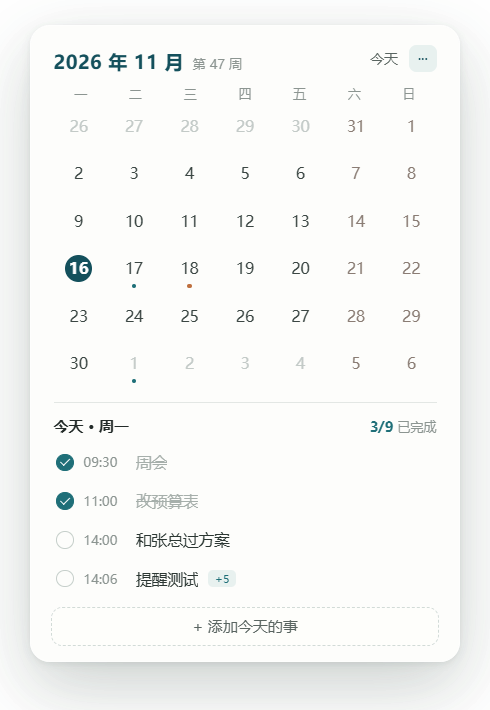 2026 年 11 月 第 47 周 今天 ···
一 二 三 四 五 六 日
26 27 28 29 30 31 1
2 3 4 5 6 7 8
9 10 11 12 13 14 15
16 17 18 19 20 21 22
23 24 25 26 27 28 29
30 1 2 3 4 5 6
今天 • 周一 3/9 已完成
09:30 周会
11:00 改预算表
14:00 和张总过方案
14:06 提醒测试 +5
+ 添加今天的事